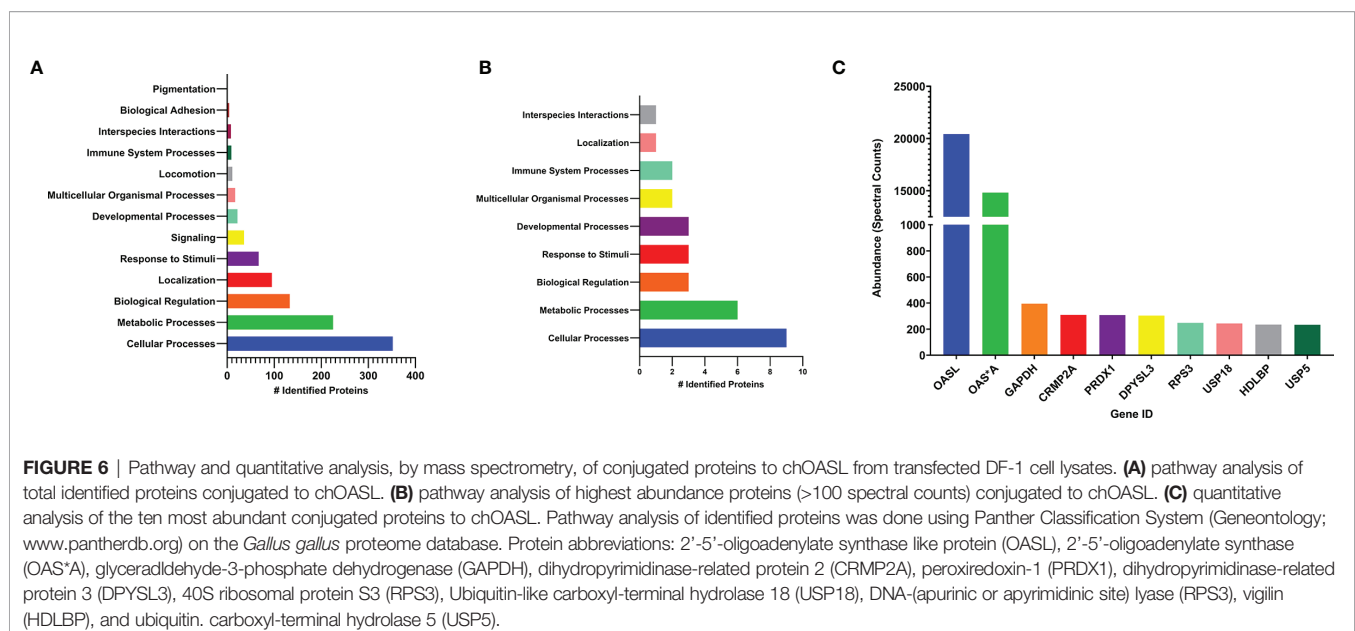 A
Pigmentation
Biological Adhesion
Interspecies Interactions
Immune System Processes
Locomotion
Multicellular Organismal Processes
Developmental Processes
Signaling
Response to Stimuli
Localization
Biological Regulation
Metabolic Processes
Cellular Processes
0 100 200 300 400
# Identified Proteins
B
Interspecies Interactions
Localization
Immune System Processes
Multicellular Organismal Processes
Developmental Processes
Response to Stimuli
Biological Regulation
Metabolic Processes
Cellular Processes
0 2 4 6 8 10
# Identified Proteins
C
Abundance (Spectral Counts)
25000
20000
15000
1000
800
600
400
200
0
OASL OAS*A GAPDH CRMP2A PRDX1 DPYSL3 RPS3 USP18 HDLBP USP5
Gene ID
FIGURE 6 | Pathway and quantitative analysis, by mass spectrometry, of conjugated proteins to chOASL from transfected DF-1 cell lysates. (A) pathway analysis of
total identified proteins conjugated to chOASL. (B) pathway analysis of highest abundance proteins (>100 spectral counts) conjugated to chOASL. (C) quantitative
analysis of the ten most abundant conjugated proteins to chOASL. Pathway analysis of identified proteins was done using Panther Classification System (Geneontology;
www.pantherdb.org) on the Gallus gallus proteome database. Protein abbreviations: 2’-5’-oligoadenylate synthase like protein (OASL), 2’-5’-oligoadenylate synthase
(OAS*A), glyceradldehyde-3-phosphate dehydrogenase (GAPDH), dihydropyrimidinase-related protein 2 (CRMP2A), peroxiredoxin-1 (PRDX1), dihydropyrimidinase-related
protein 3 (DPYSL3), 40S ribosomal protein S3 (RPS3), Ubiquitin-like carboxyl-terminal hydrolase 18 (USP18), DNA-(apurinic or apyrimidinic site) lyase (RPS3), vigilin
(HDLBP), and ubiquitin. carboxyl-terminal hydrolase 5 (USP5).